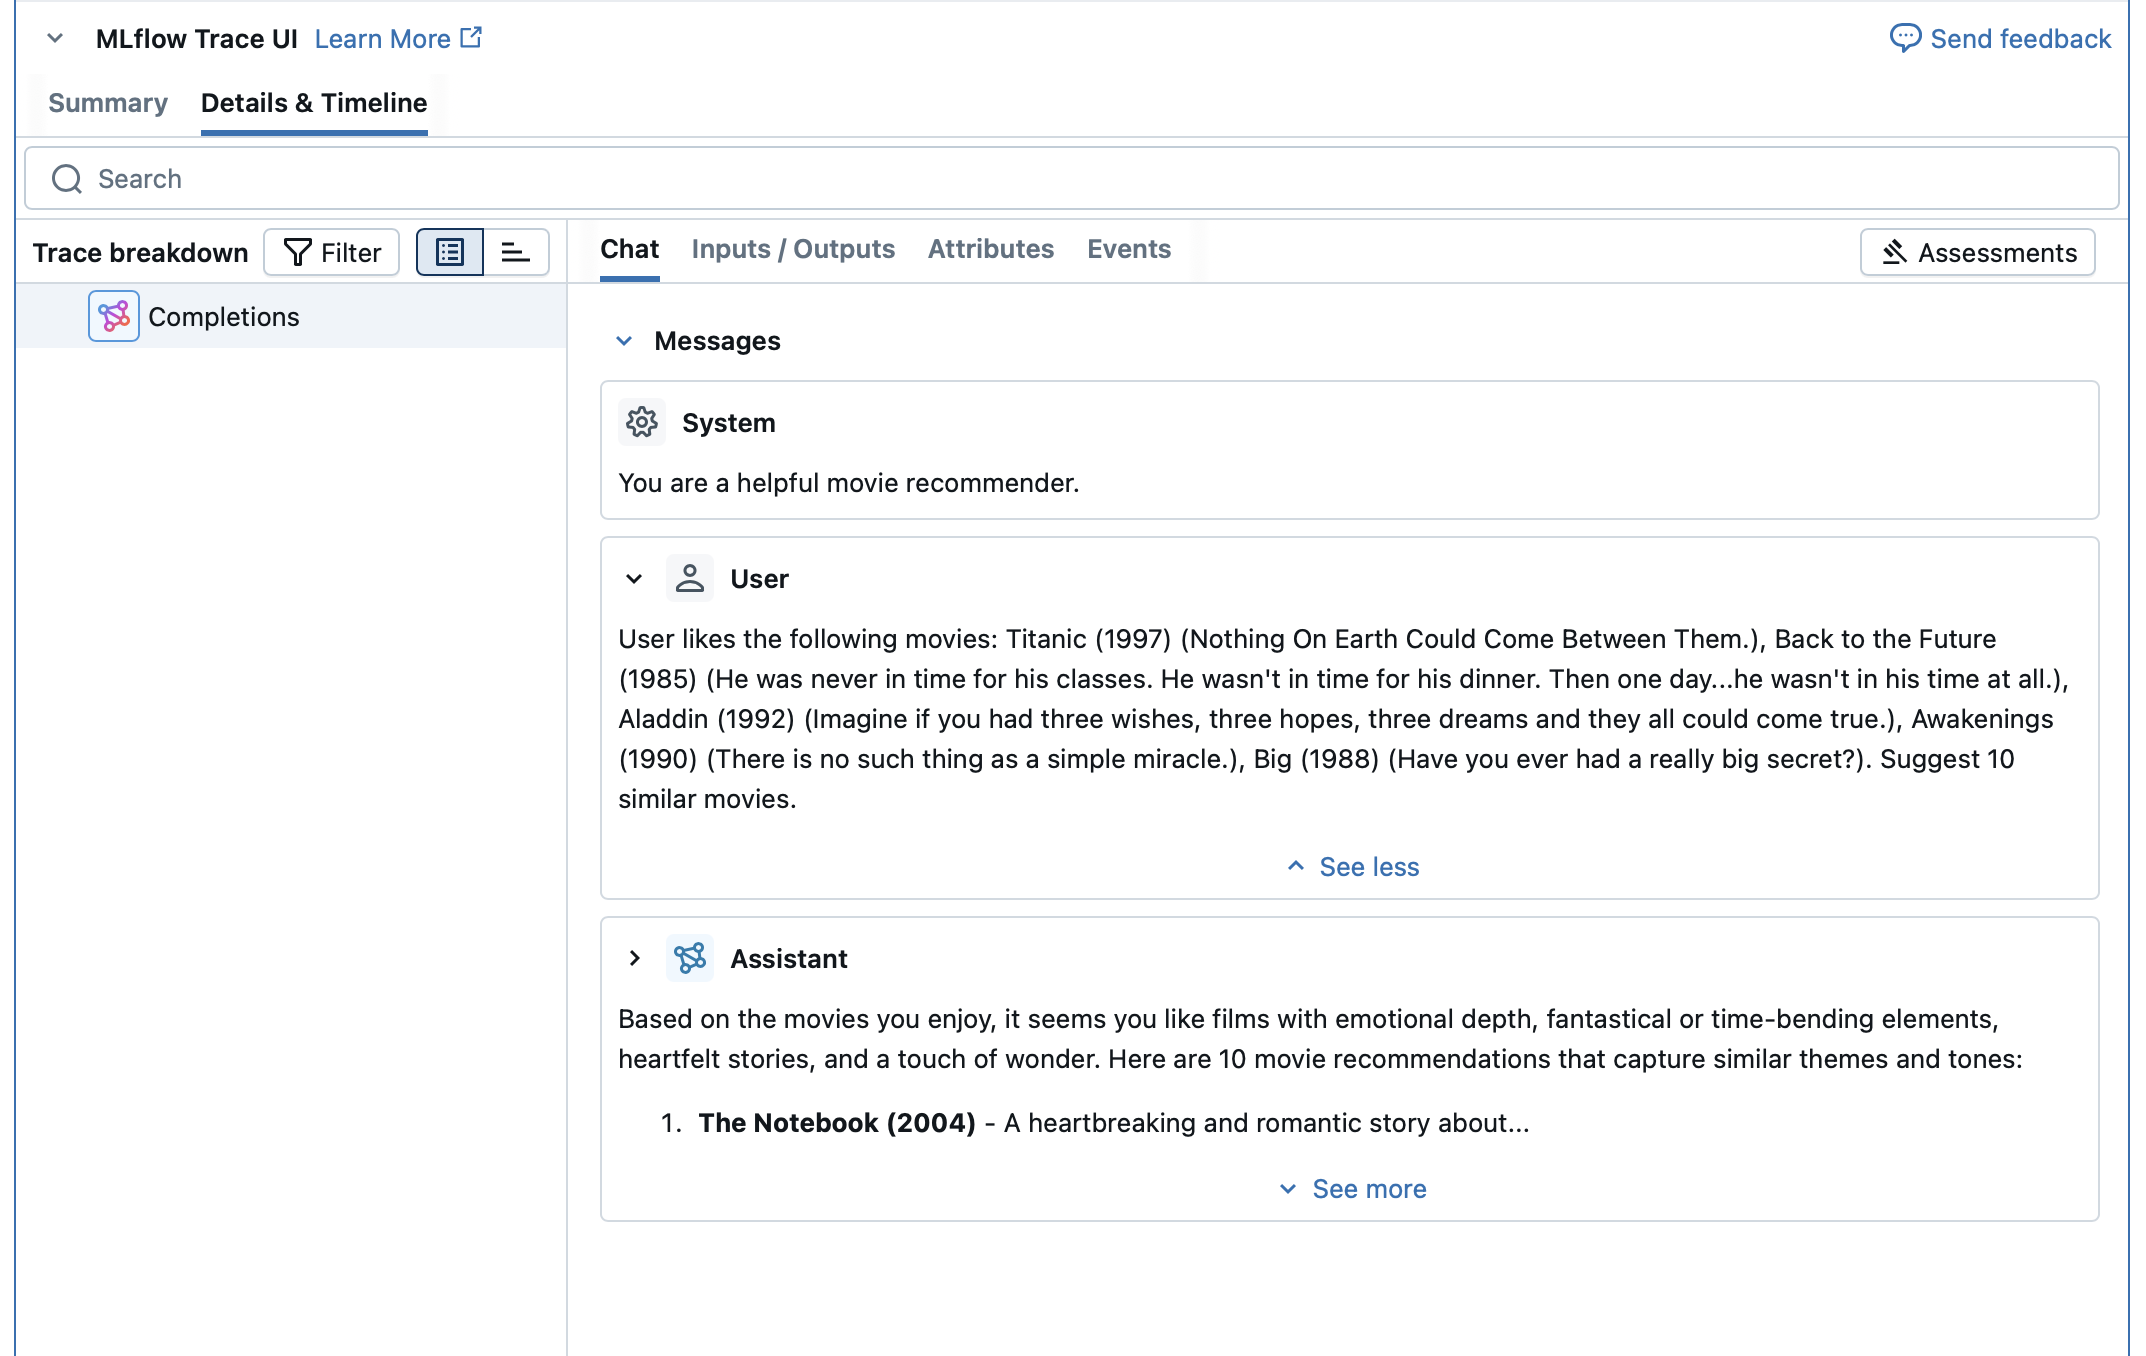 MLflow Trace UI Learn More Send feedback
Summary Details & Timeline
Search
Trace breakdown Filter Chat Inputs / Outputs Attributes Events Assessments
Completions
Messages
System
You are a helpful movie recommender.
User
User likes the following movies: Titanic (1997) (Nothing On Earth Could Come Between Them.), Back to the Future
(1985) (He was never in time for his classes. He wasn't in time for his dinner. Then one day...he wasn't in his time at all.),
Aladdin (1992) (Imagine if you had three wishes, three hopes, three dreams and they all could come true.), Awakenings
(1990) (There is no such thing as a simple miracle.), Big (1988) (Have you ever had a really big secret?). Suggest 10
similar movies.
See less
Assistant
Based on the movies you enjoy, it seems you like films with emotional depth, fantastical or time-bending elements,
heartfelt stories, and a touch of wonder. Here are 10 movie recommendations that capture similar themes and tones:
1. The Notebook (2004) - A heartbreaking and romantic story about...
See more